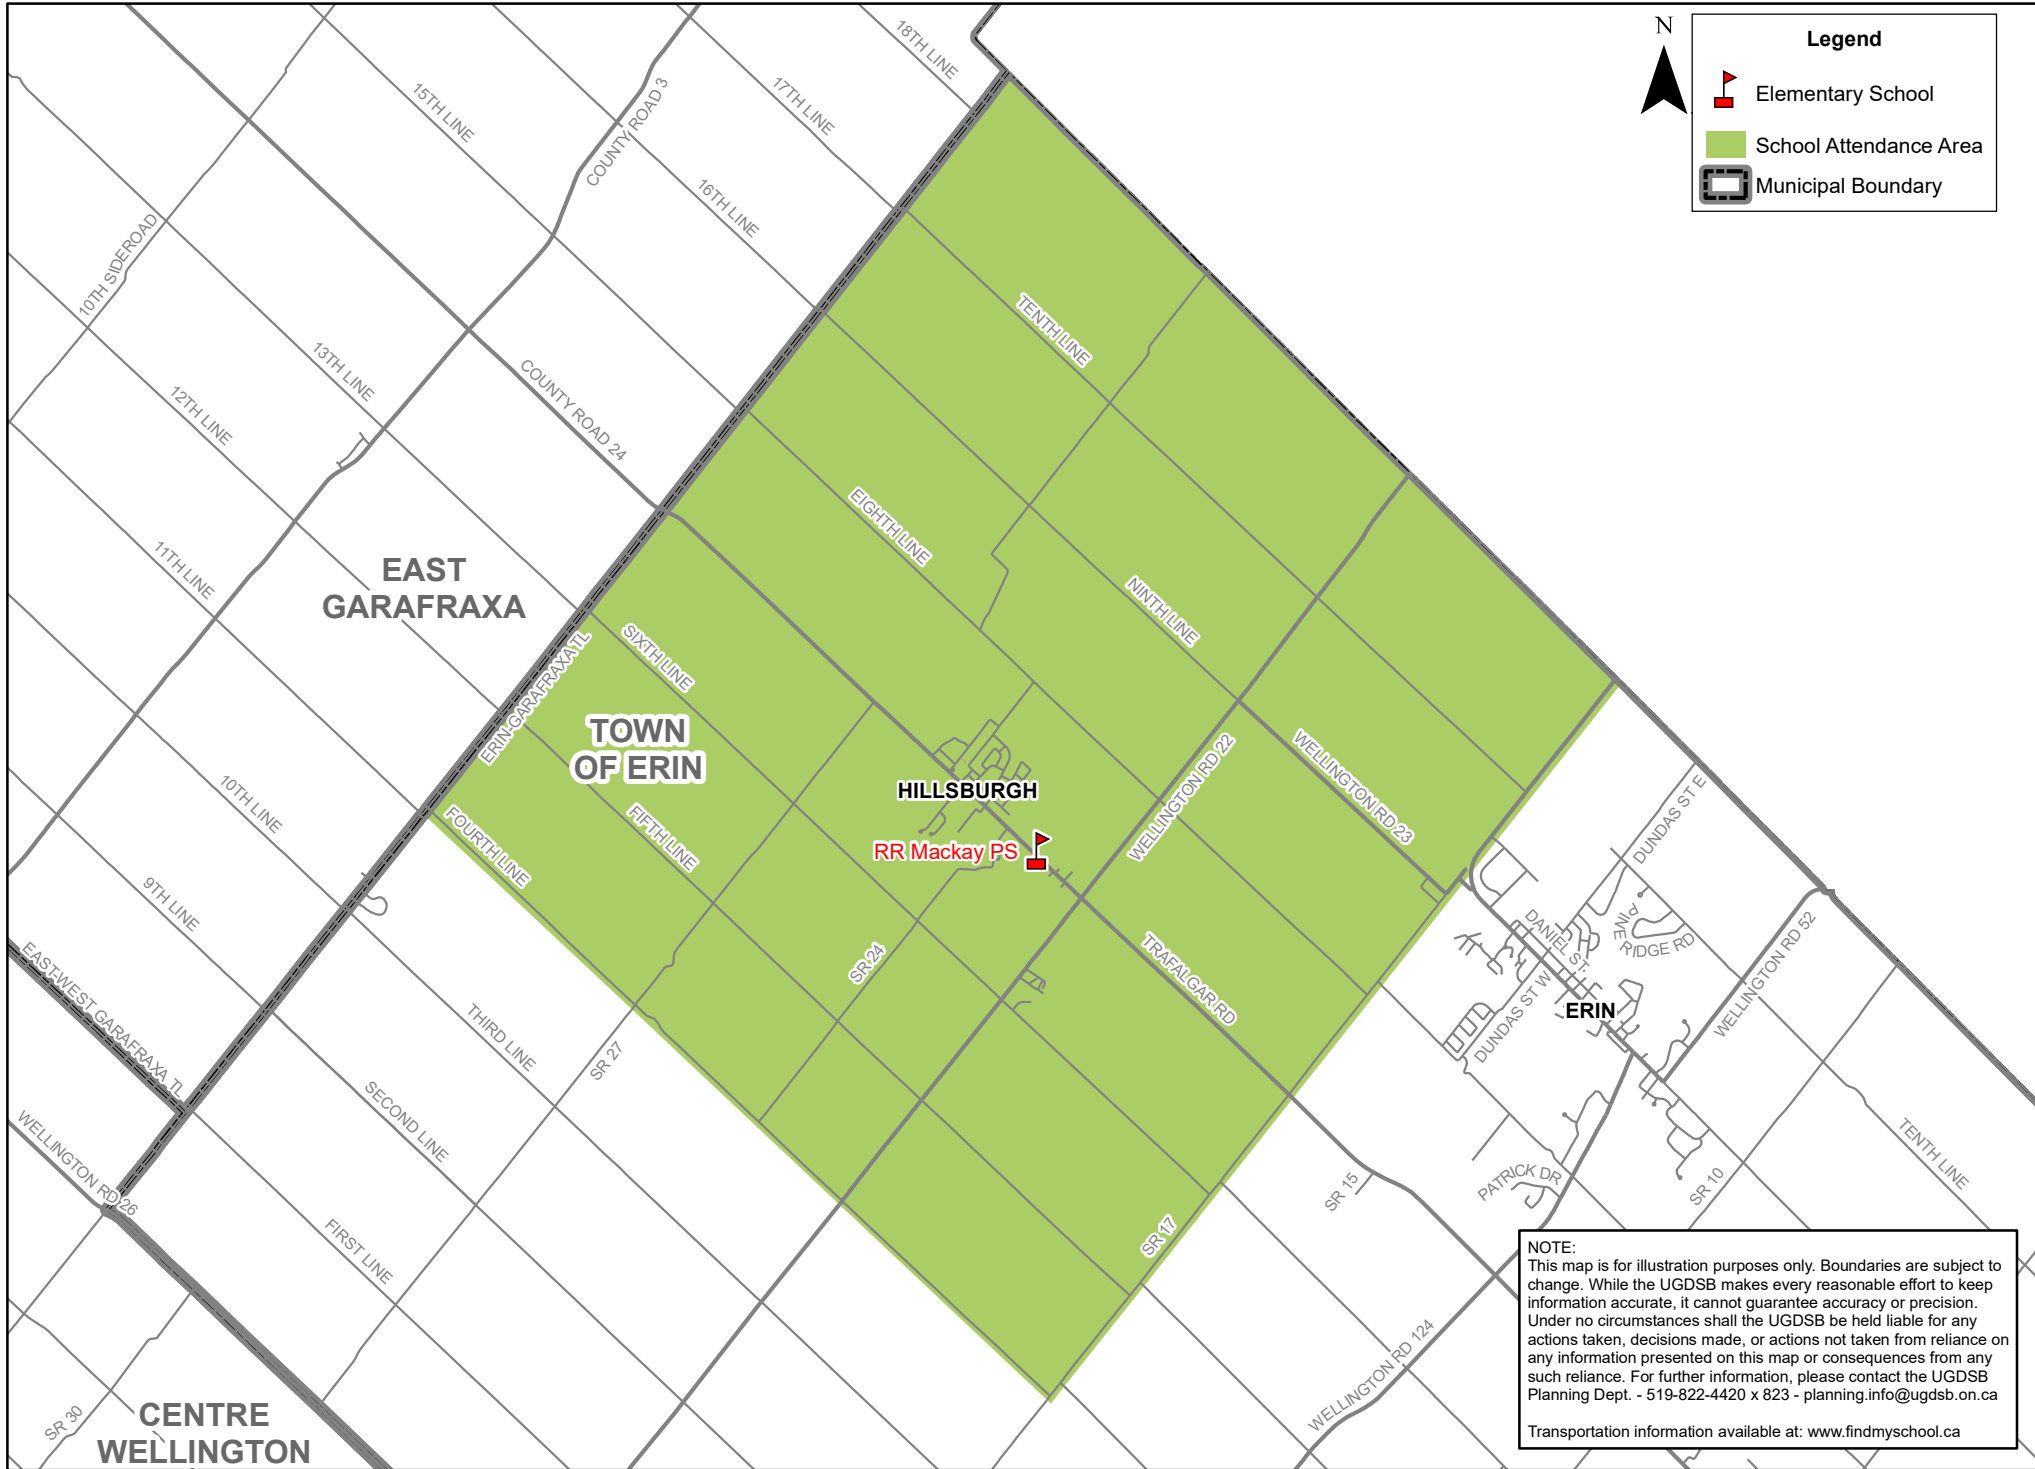 18TH LINE
N
Legend
Elementary School
School Attendance Area
Municipal Boundary
15TH LINE
COUNTY ROAD 3
17TH LINE
16TH LINE
10TH SIDEROAD
TENTH LINE
13TH LINE
12TH LINE
COUNTY ROAD 24
EIGHTH LINE
11TH LINE
EAST
GARAFRAXA
NINTH LINE
ERIN-GARAFRAXA TL
SIXTH LINE
TOWN
OF ERIN
HILLSBURGH
WELLINGTON RD 22
WELLINGTON RD 23
DUNDAS ST E
10TH LINE
FOURTH LINE
FIFTH LINE
RR Mackay PS
9TH LINE
SR 24
TRAFALGAR RD
DANIEL ST.
PINE RIDGE RD
WELLINGTON RD 52
EAST-WEST GARAFRAXA TL
THIRD LINE
SR 27
DUNDAS ST W
ERIN
SECOND LINE
WELLINGTON RD 26
FIRST LINE
SR 17
SR 15
PATRICK DR
SR 10
TENTH LINE
WELLINGTON RD 124
SR 30
CENTRE
WELLINGTON
NOTE:
This map is for illustration purposes only. Boundaries are subject to
change. While the UGDSB makes every reasonable effort to keep
information accurate, it cannot guarantee accuracy or precision.
Under no circumstances shall the UGDSB be held liable for any
actions taken, decisions made, or actions not taken from reliance on
any information presented on this map or consequences from any
such reliance. For further information, please contact the UGDSB
Planning Dept. - 519-822-4420 x 823 - planning.info@ugdsb.on.ca
Transportation information available at: www.findmyschool.ca